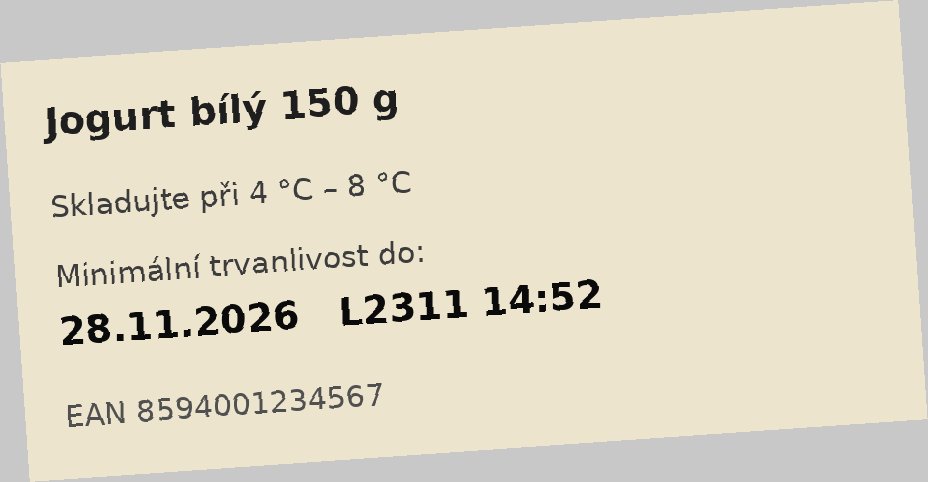 Jogurt bílý 150 g
Skladujte při 4 °C – 8 °C
Minimální trvanlivost do:
28.11.2026   L2311 14:52
EAN 8594001234567